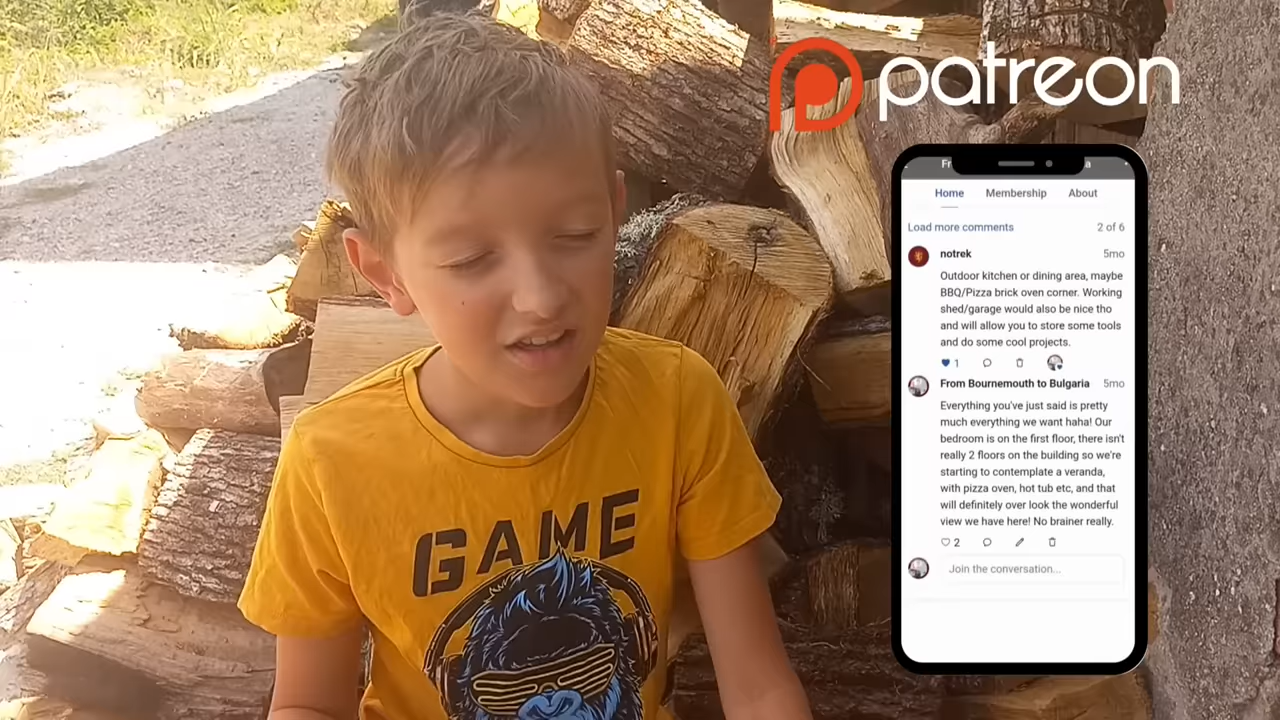 patreon
Fr
a
Home Membership About
Load more comments 2 of 6
notrek 5mo
Outdoor kitchen or dining area, maybe
BBQ/Pizza brick oven corner. Working
shed/garage would also be nice tho
and will allow you to store some tools
and do some cool projects.
1
From Bournemouth to Bulgaria 5mo
Everything you've just said is pretty
much everything we want haha! Our
bedroom is on the first floor, there isn't
really 2 floors on the building so we're
starting to contemplate a veranda,
with pizza oven, hot tub etc, and that
will definitely over look the wonderful
view we have here! No brainer really.
2
Join the conversation...
GAME